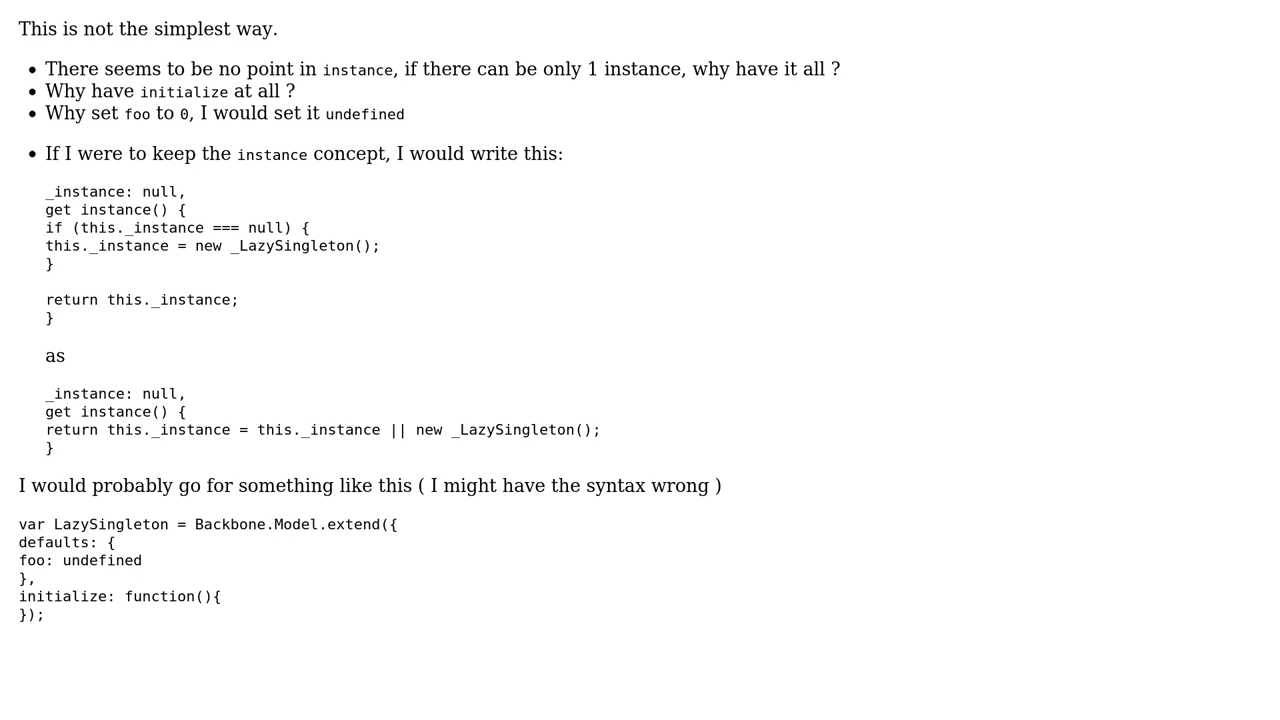 This is not the simplest way.
• There seems to be no point in instance, if there can be only 1 instance, why have it all ?
• Why have initialize at all ?
• Why set foo to 0, I would set it undefined
• If I were to keep the instance concept, I would write this:
_instance: null,
get instance() {
if (this._instance === null) {
this._instance = new _LazySingleton();
}
return this._instance;
}
as
_instance: null,
get instance() {
return this._instance = this._instance || new _LazySingleton();
}
I would probably go for something like this ( I might have the syntax wrong )
var LazySingleton = Backbone.Model.extend({
defaults: {
foo: undefined
},
initialize: function(){
});